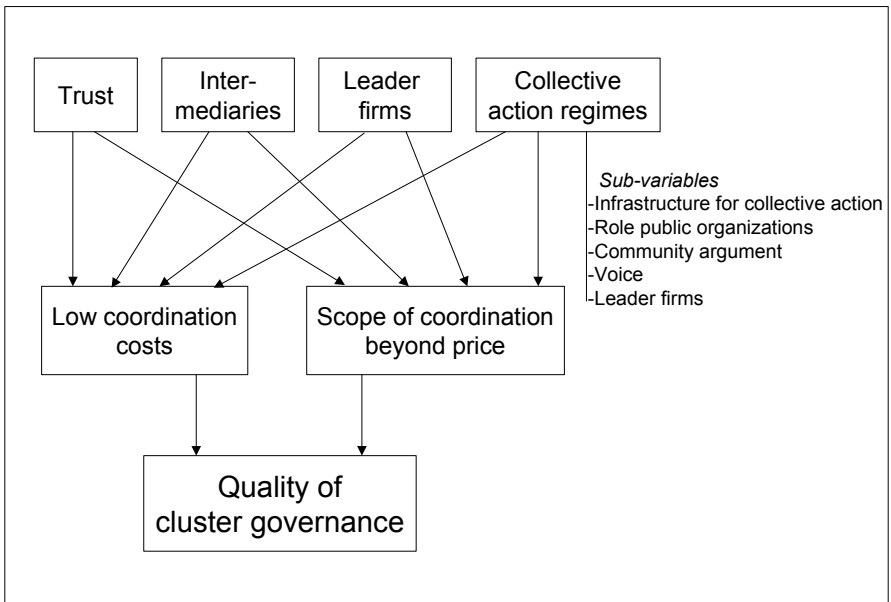 Trust
Inter-
mediaries
Leader
firms
Collective
action regimes
Sub-variables
-Infrastructure for collective action
-Role public organizations
-Community argument
-Voice
-Leader firms
Low coordination
costs
Scope of coordination
beyond price
Quality of
cluster governance